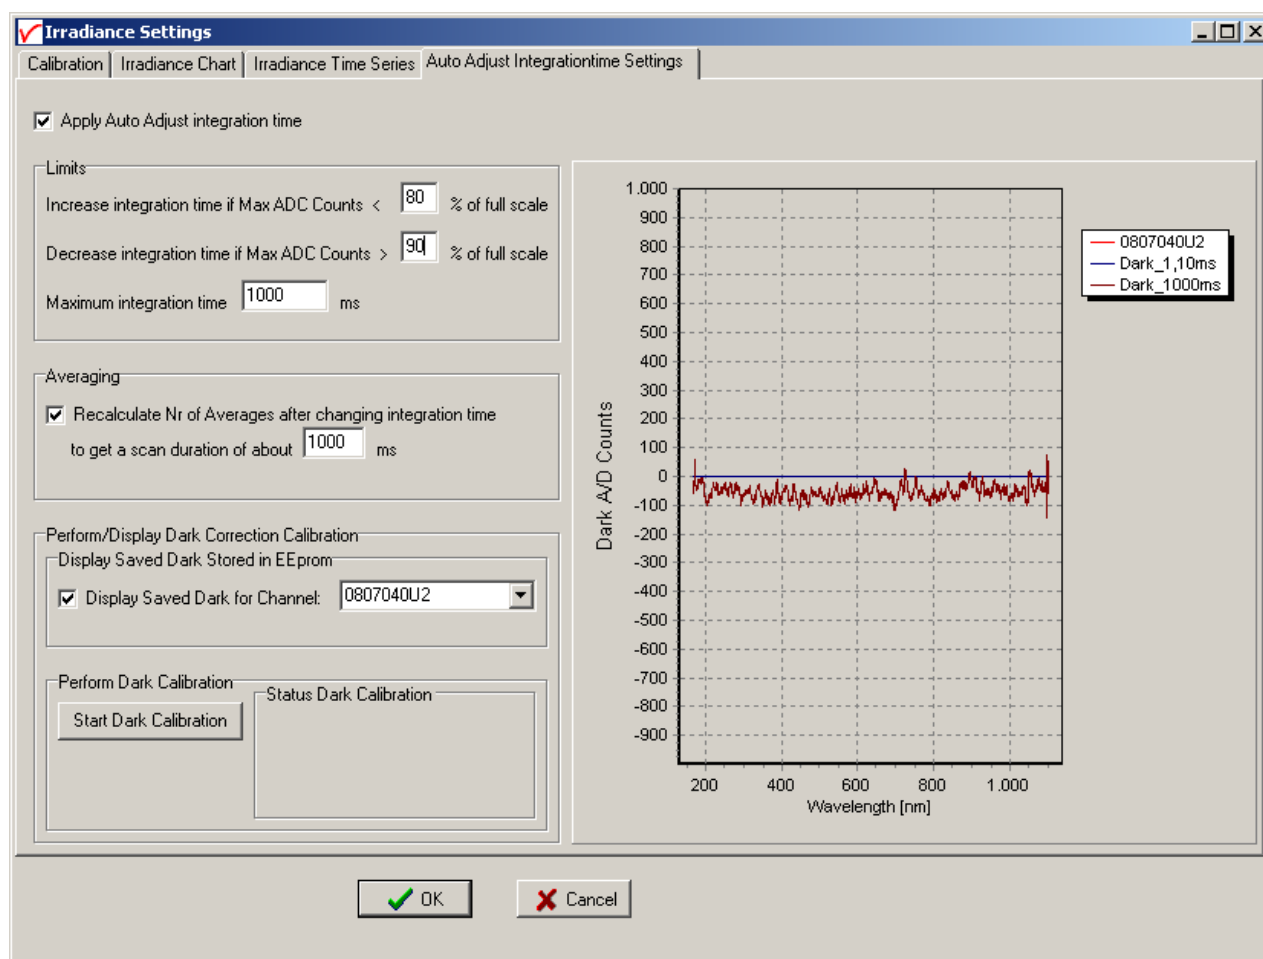 Irradiance Settings
Calibration
Irradiance Chart
Irradiance Time Series
Auto Adjust Integrationtime Settings
Apply Auto Adjust integration time
Limits
Increase integration time if Max ADC Counts < 80 % of full scale
Decrease integration time if Max ADC Counts > 90 % of full scale
Maximum integration time 1000 ms
Averaging
Recalculate Nr of Averages after changing integration time
to get a scan duration of about 1000 ms
Perform/Display Dark Correction Calibration
Display Saved Dark Stored in EEprom
Display Saved Dark for Channel: 0807040U2
Perform Dark Calibration
Start Dark Calibration
Status Dark Calibration
Dark A/D Counts
1.000
900
800
700
600
500
400
300
200
100
0
-100
-200
-300
-400
-500
-600
-700
-800
-900
200 400 600 800 1.000
Wavelength [nm]
0807040U2
Dark_1,10ms
Dark_1000ms
OK
Cancel